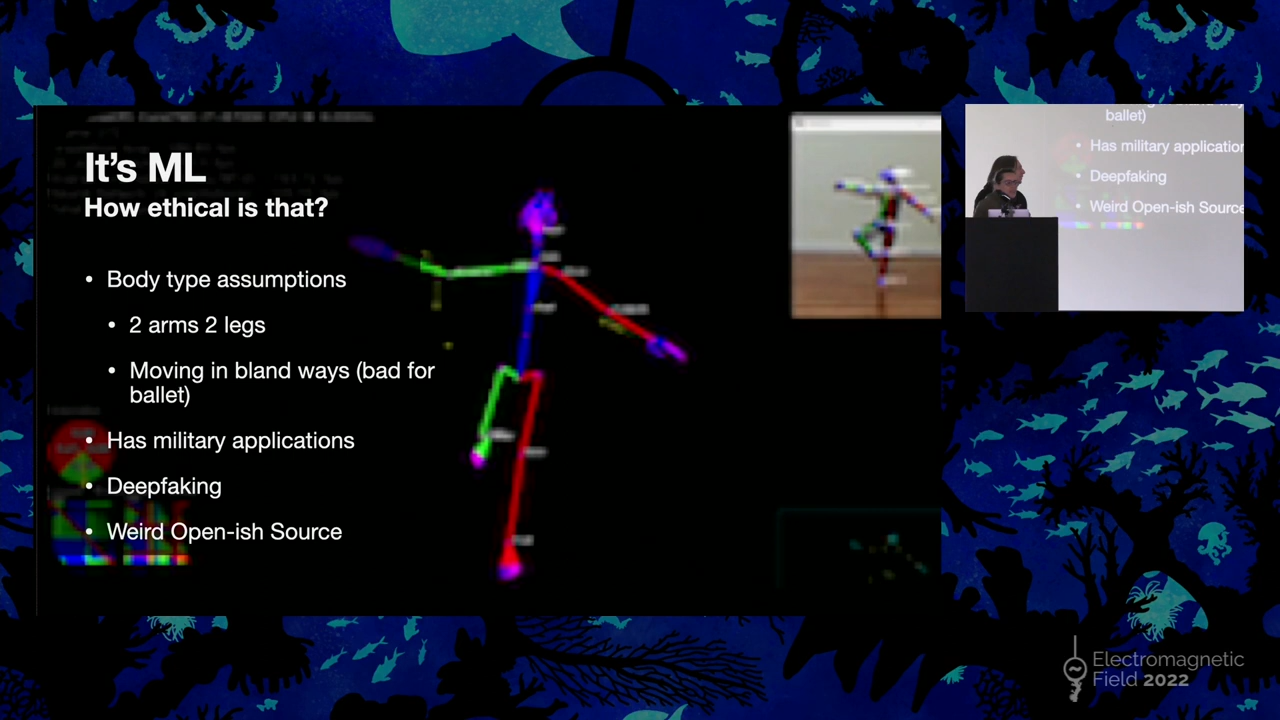 It's ML
How ethical is that?
• Body type assumptions
• 2 arms 2 legs
• Moving in bland ways (bad for
ballet)
• Has military applications
• Deepfaking
• Weird Open-ish Source
ballet)
• Has military application
• Deepfaking
• Weird Open-ish Source
Electromagnetic
Field 2022